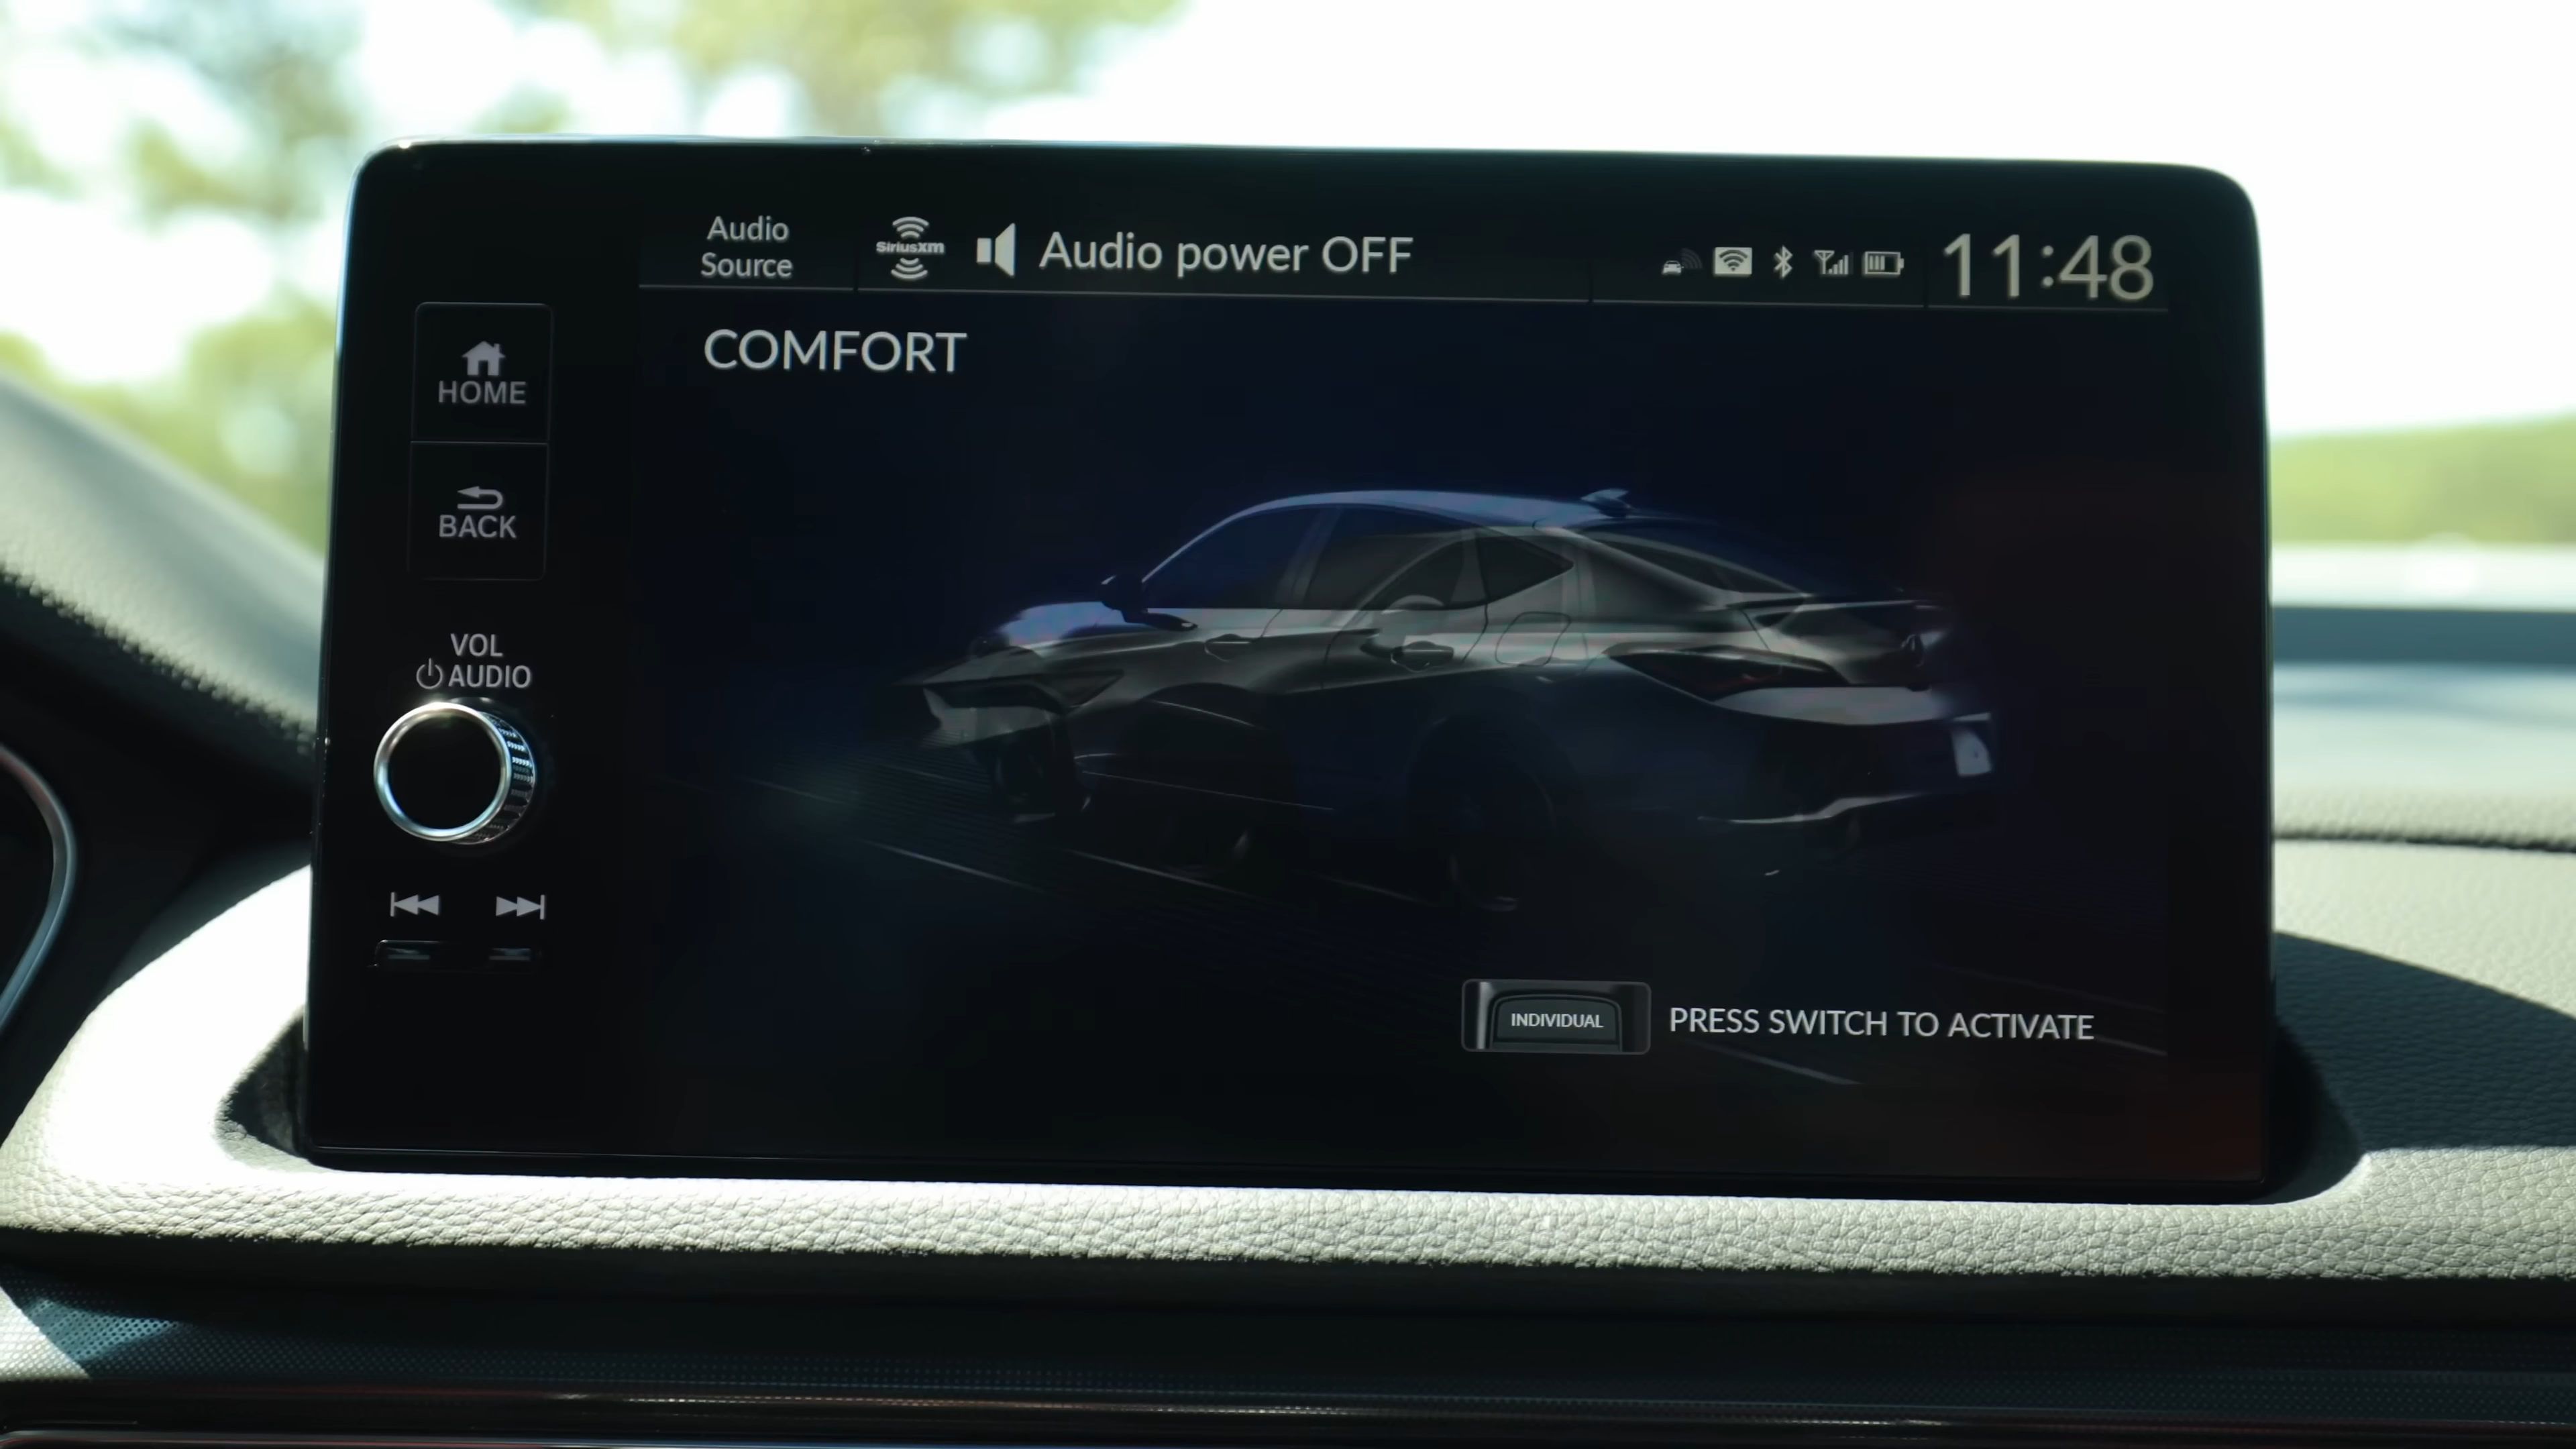 Audio
Source
SiriusXm
Audio power OFF
11:48
COMFORT
HOME
BACK
VOL
AUDIO
INDIVIDUAL
PRESS SWITCH TO ACTIVATE